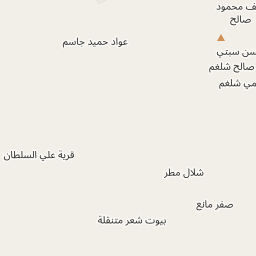 ف محمود
صالح
عواد حميد جاسم
سن سبتي
صالح شلغم
مي شلغم
قرية علي السلطان
شلال مطر
صفر مانع
بيوت شعر متنقلة